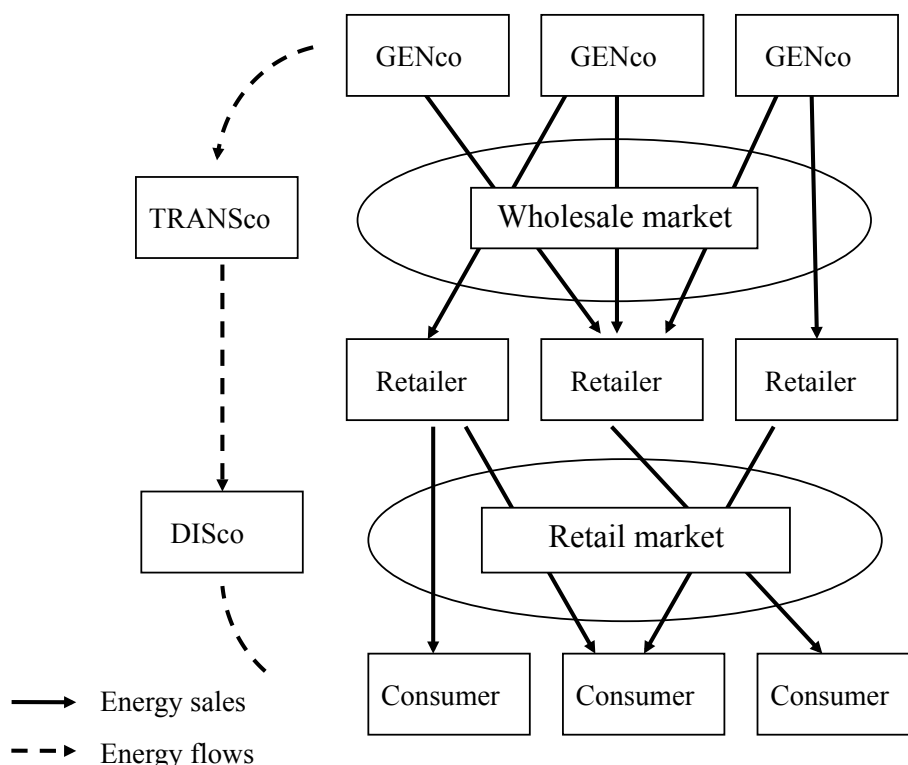 GENco
GENco
GENco
TRANSco
Wholesale market
Retailer
Retailer
Retailer
DISco
Retail market
Consumer
Consumer
Consumer
Energy sales
Energy flows